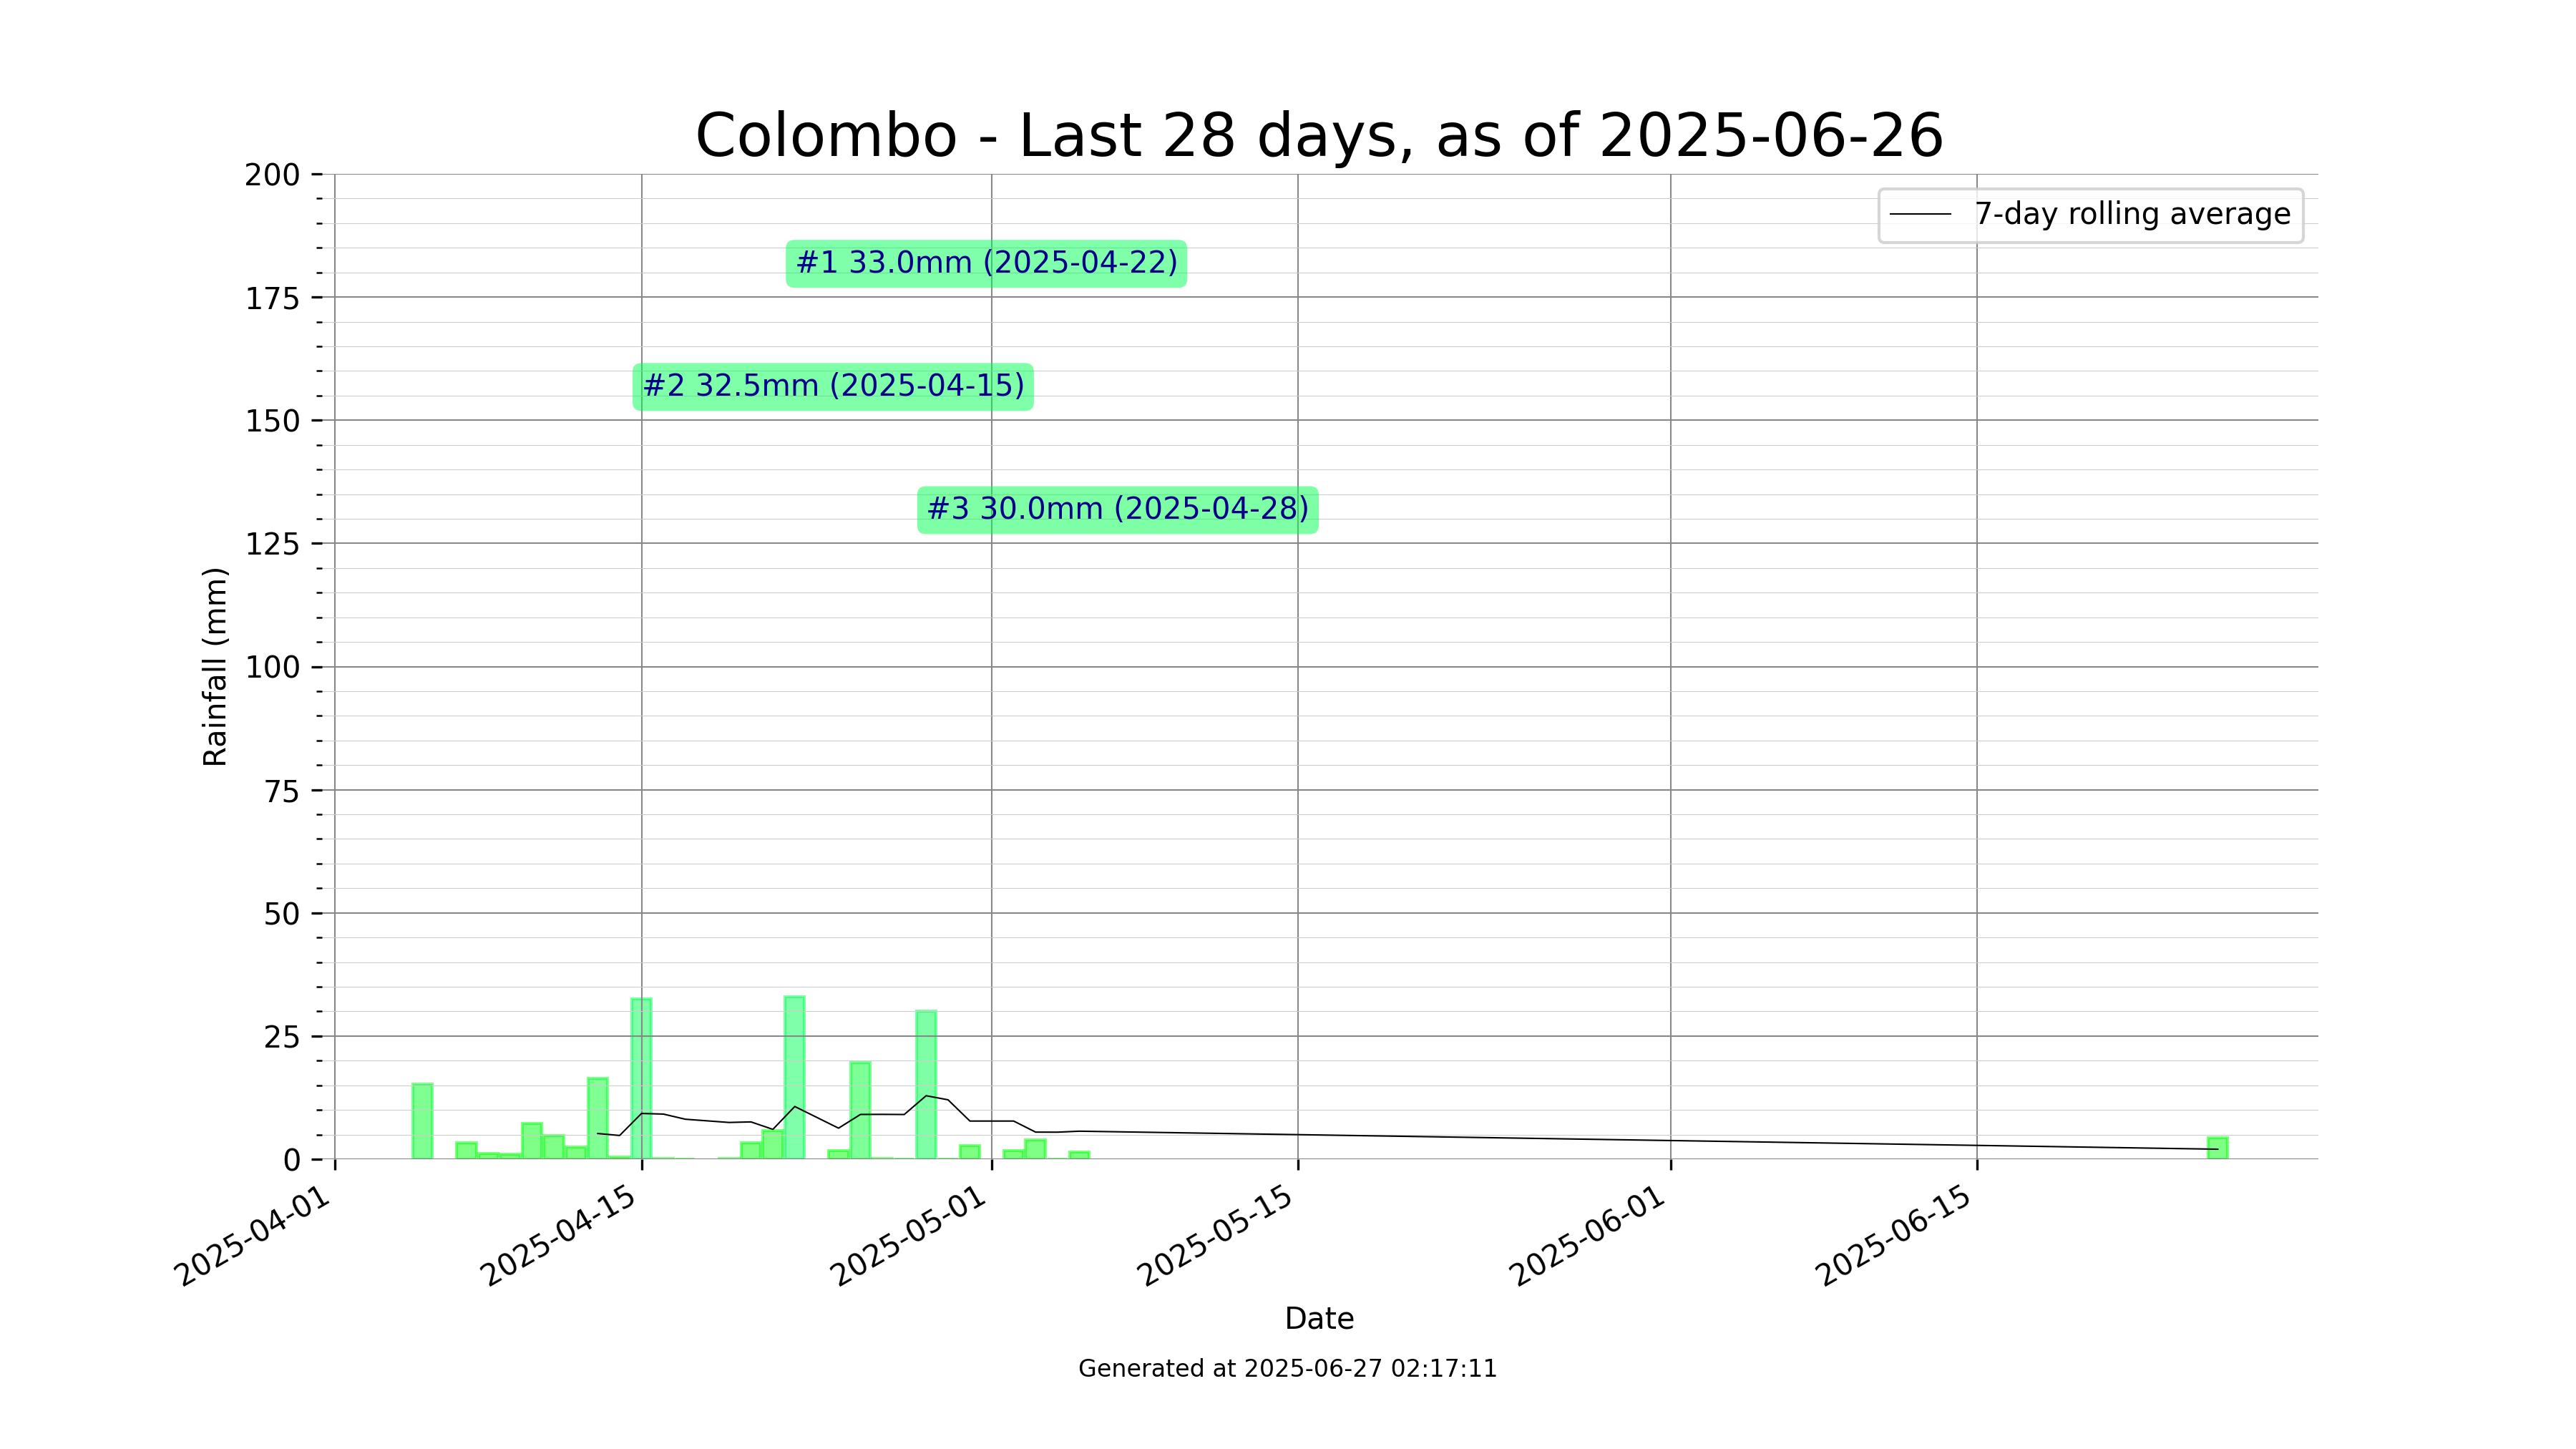 Colombo - Last 28 days, as of 2025-06-26
7-day rolling average
#1 33.0mm (2025-04-22)
#2 32.5mm (2025-04-15)
#3 30.0mm (2025-04-28)
Rainfall (mm)
200
175
150
125
100
75
50
25
0
2025-04-01
2025-04-15
2025-05-01
2025-05-15
2025-06-01
2025-06-15
Date
Generated at 2025-06-27 02:17:11